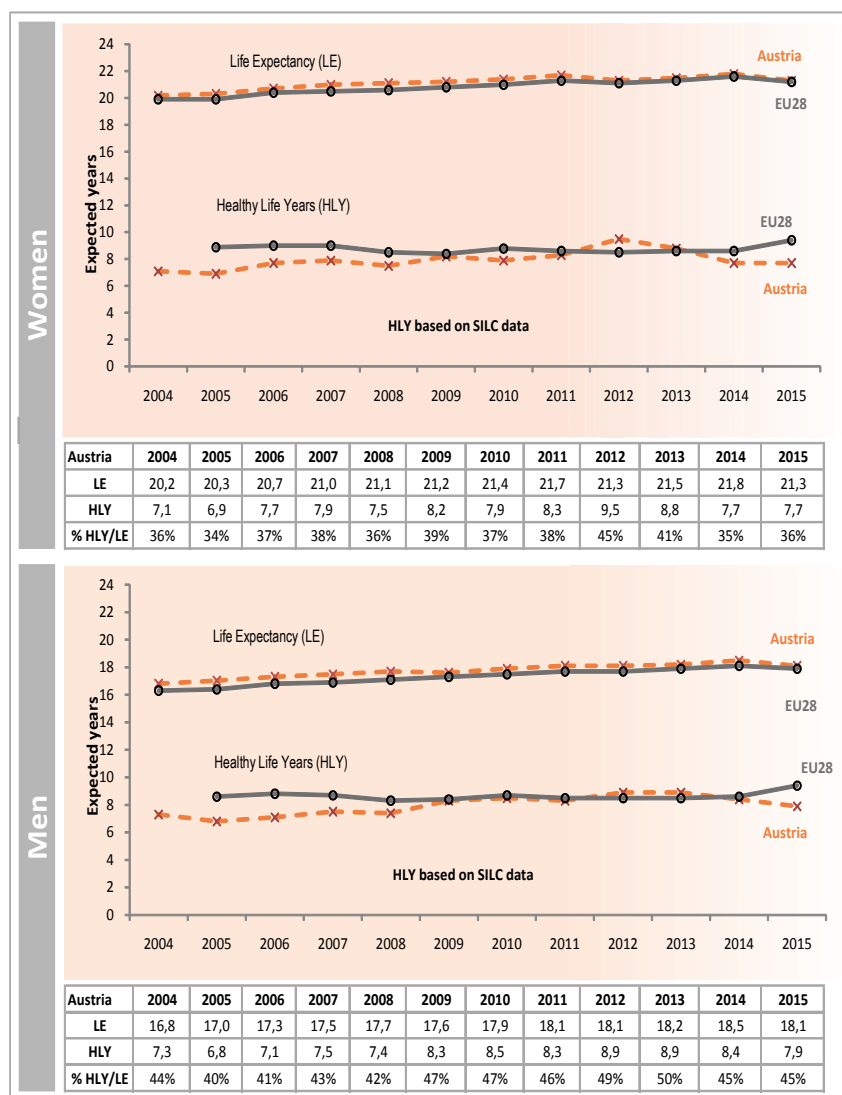 Women
Expected years
24
22
20
18
16
14
12
10
8
6
4
2
0
Life Expectancy (LE)
Austria
EU28
Healthy Life Years (HLY)
EU28
Austria
HLY based on SILC data
2004 2005 2006 2007 2008 2009 2010 2011 2012 2013 2014 2015
Austria 2004 2005 2006 2007 2008 2009 2010 2011 2012 2013 2014 2015
LE 20,2 20,3 20,7 21,0 21,1 21,2 21,4 21,7 21,3 21,5 21,8 21,3
HLY 7,1 6,9 7,7 7,9 7,5 8,2 7,9 8,3 9,5 8,8 7,7 7,7
% HLY/LE 36% 34% 37% 38% 36% 39% 37% 38% 45% 41% 35% 36%
Men
Expected years
24
22
20
18
16
14
12
10
8
6
4
2
0
Life Expectancy (LE)
Austria
EU28
Healthy Life Years (HLY)
EU28
Austria
HLY based on SILC data
2004 2005 2006 2007 2008 2009 2010 2011 2012 2013 2014 2015
Austria 2004 2005 2006 2007 2008 2009 2010 2011 2012 2013 2014 2015
LE 16,8 17,0 17,3 17,5 17,7 17,6 17,9 18,1 18,1 18,2 18,5 18,1
HLY 7,3 6,8 7,1 7,5 7,4 8,3 8,5 8,3 8,9 8,9 8,4 7,9
% HLY/LE 44% 40% 41% 43% 42% 47% 47% 46% 49% 50% 45% 45%